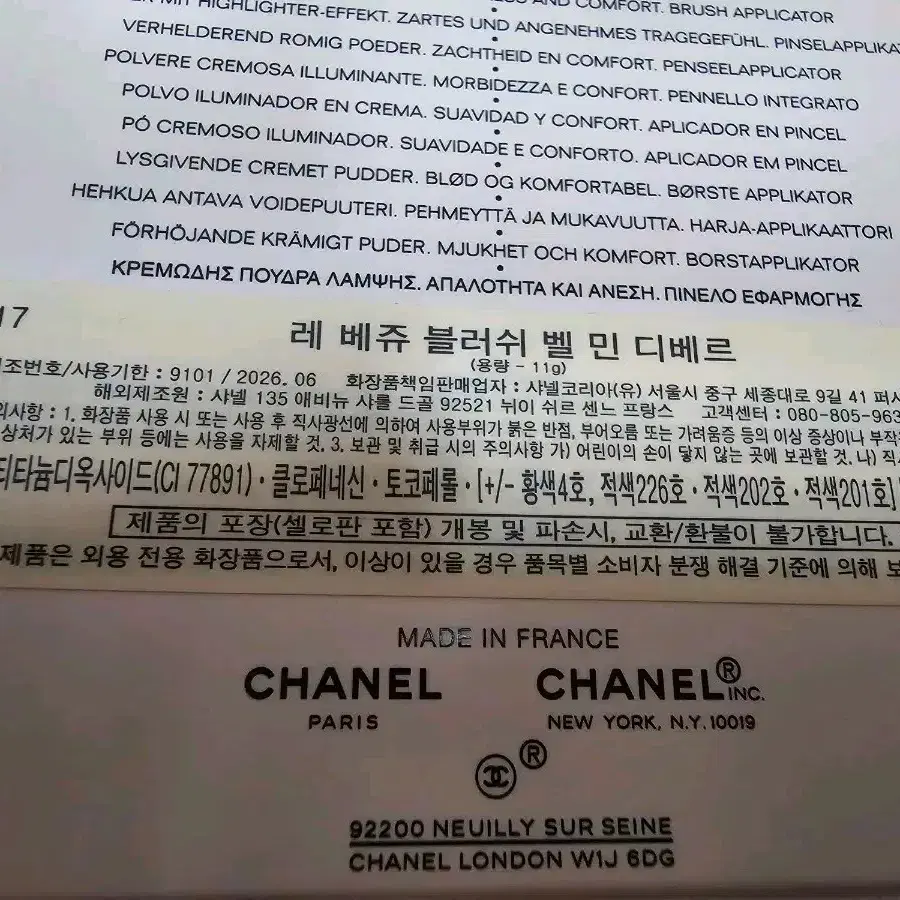 AND COMFORT. BRUSH APPLICATOR
MIT HIGHLIGHTER-EFFEKT. ZARTES UND ANGENEHMES TRAGEGEFÜHL.
VERHELDEREND ROMIG POEDER. ZACHTHEID EN COMFORT. PENSEELAPPLICATOR
POLVERE CREMOSA ILLUMINANTE. MORBIDEZZA E CONFORT. PENNELLO INTEGRATO
POLVO ILUMINADOR EN CREMA. SUAVIDAD Y CONFORT. APLICADOR EN PINCEL
PÓ CREMOSO ILUMINADOR. SUAVIDADE E CONFORTO. APLICADOR EM PINCEL
LYSGIVENDE CREMET PUDDER. BLØD OG KOMFORTABEL. BØRSTE APPLIKATOR
HEHKUA ANTAVA VOIDEPUUTERI. PEHMEYTTÄ JA MUKAVUUTTA. HARJA-APPLIKAATTORI
FÖRHÖJANDE KRÄMIGT PUDER. MJUKHET OCH KOMFORT. BORSTAPPLIKATOR
ΚΡΕΜΩΔΗΣ ΠΟΥΔΡΑ ΛΑΜΨΗΣ. ΑΠΑΛΟΤΗΤΑ ΚΑΙ ΑΝΕΣΗ. ΠΙΝΕΛΟ ΕΦΑΡΜΟΓΗΣ
17
레 베쥬 블러쉬 벨 민 디베르
(용량 - 11g)
조번호/사용기한 : 9101 / 2026. 06 화장품책임판매업자 : 샤넬코리아(유) 서울시 중구 세종대로 9길 41 퍼시
해외제조원 : 샤넬 135 애비뉴 샤를 드골 92521 뉘이 쉬르 센느 프랑스 고객센터 : 080-805-963
의사항 : 1. 화장품 사용 시 또는 사용 후 직사광선에 의하여 사용부위가 붉은 반점, 부어오름 또는 가려움증 등의 이상 증상이나 부작
상처가 있는 부위 등에는 사용을 자제할 것. 3. 보관 및 취급 시의 주의사항 가) 어린이의 손이 닿지 않는 곳에 보관할 것. 나) 직
티타늄디옥사이드(CI 77891) · 클로페네신 · 토코페롤 · [+/- 황색4호, 적색226호 · 적색202호 · 적색201호]
제품의 포장(셀로판 포함) 개봉 및 파손시, 교환/환불이 불가합니다.
제품은 외용 전용 화장품으로서, 이상이 있을 경우 품목별 소비자 분쟁 해결 기준에 의해 보
MADE IN FRANCE
CHANEL CHANEL® INC.
PARIS NEW YORK, N.Y. 10019
®
92200 NEUILLY SUR SEINE
CHANEL LONDON W1J 6DG